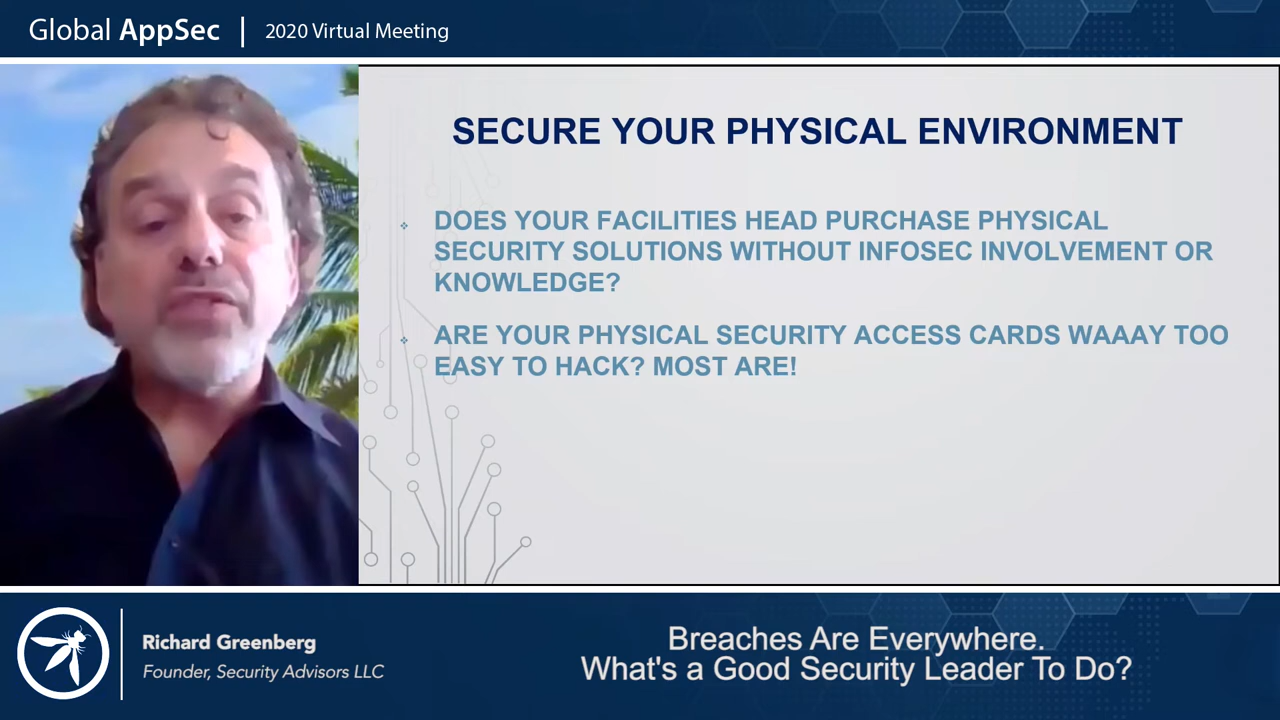 Global AppSec | 2020 Virtual Meeting
SECURE YOUR PHYSICAL ENVIRONMENT
DOES YOUR FACILITIES HEAD PURCHASE PHYSICAL
SECURITY SOLUTIONS WITHOUT INFOSEC INVOLVEMENT OR
KNOWLEDGE?
ARE YOUR PHYSICAL SECURITY ACCESS CARDS WAAAY TOO
EASY TO HACK? MOST ARE!
Richard Greenberg
Founder, Security Advisors LLC
Breaches Are Everywhere.
What's a Good Security Leader To Do?